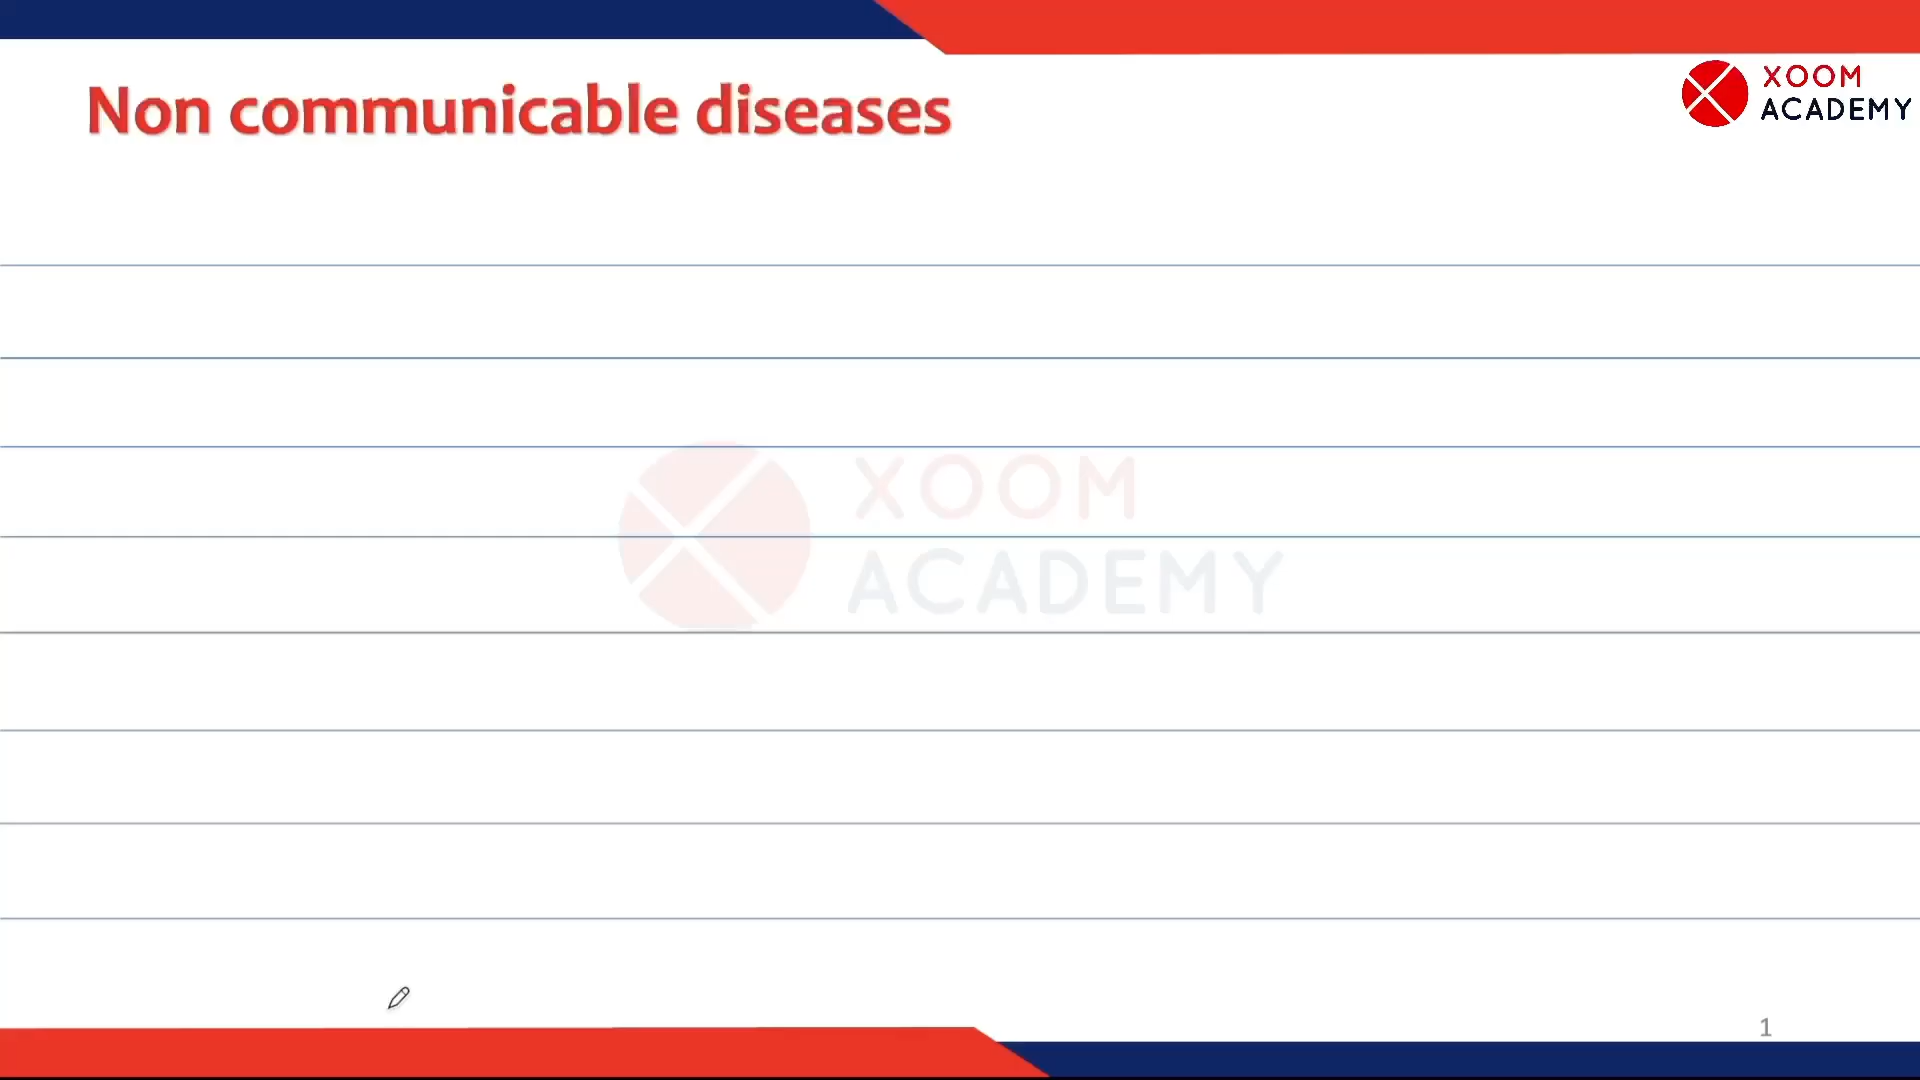 Non communicable diseases
XOOM
ACADEMY
XOOM
ACADEMY
1